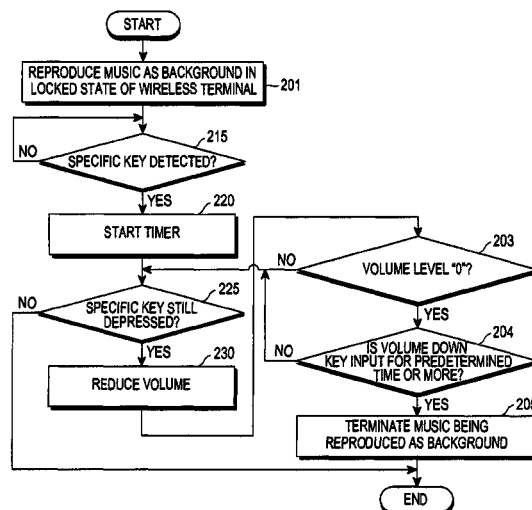 START
REPRODUCE MUSIC AS BACKGROUND IN
LOCKED STATE OF WIRELESS TERMINAL
201
215
NO
SPECIFIC KEY DETECTED?
YES
220
START TIMER
NO
225
SPECIFIC KEY STILL
DEPRESSED?
YES
230
REDUCE VOLUME
203
NO
VOLUME LEVEL "0"?
YES
204
NO
IS VOLUME DOWN
KEY INPUT FOR PREDETERMINED
TIME OR MORE?
YES
205
TERMINATE MUSIC BEING
REPRODUCED AS BACKGROUND
END